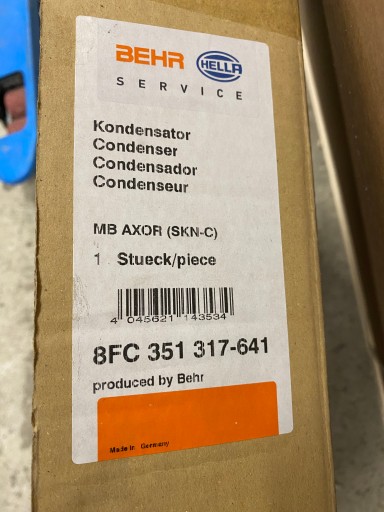 BEHR HELLA
SERVICE
Kondensator
Condenser
Condensador
Condenseur
MB AXOR (SKN-C)
1 Stueck/piece
4 045621 143534
8FC 351 317-641
produced by Behr
Made in Germany